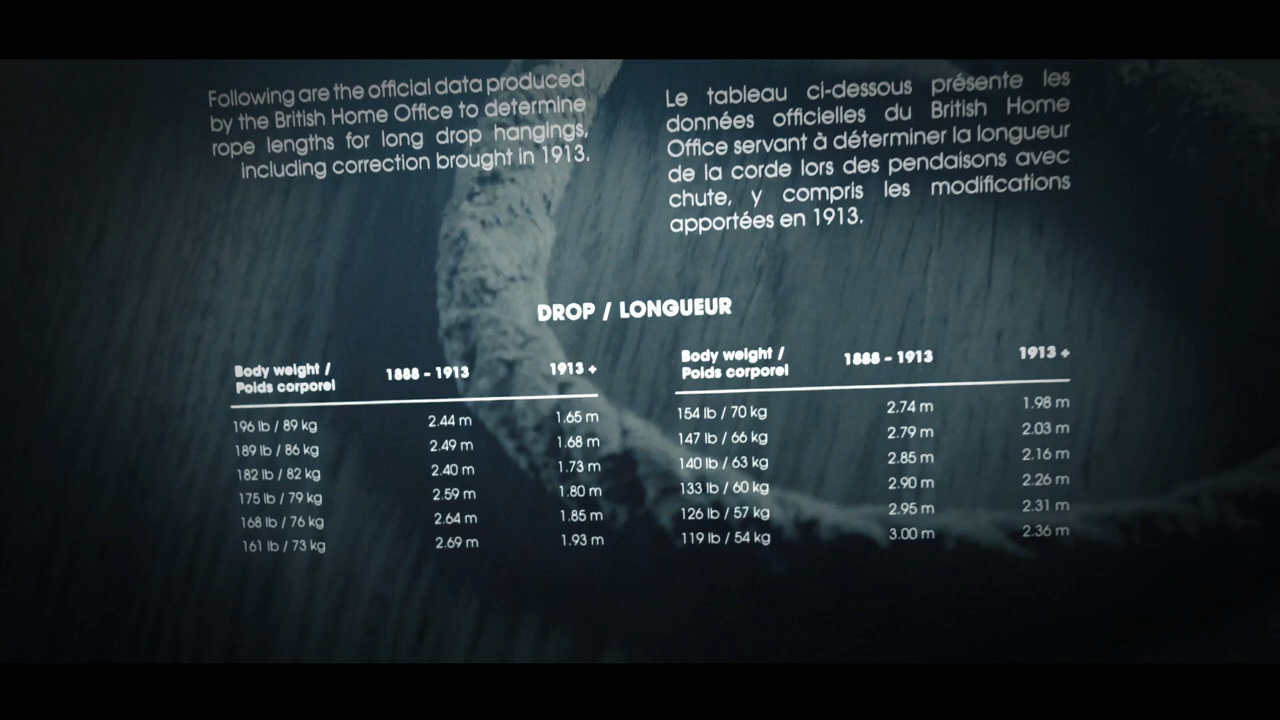 Following are the official data produced
by the British Home Office to determine
rope lengths for long drop hangings,
including correction brought in 1913.
Le tableau ci-dessous présente les
données officielles du British Home
Office servant à déterminer la longueur
de la corde lors des pendaisons avec
chute, y compris les modifications
apportées en 1913.
DROP / LONGUEUR
Body weight /
Poids corporel
1888 - 1913
1913 +
196 lb / 89 kg 2.44 m 1.65 m
189 lb / 86 kg 2.49 m 1.68 m
182 lb / 82 kg 2.40 m 1.73 m
175 lb / 79 kg 2.59 m 1.80 m
168 lb / 76 kg 2.64 m 1.85 m
161 lb / 73 kg 2.69 m 1.93 m
Body weight /
Poids corporel
1888 - 1913
1913 +
154 lb / 70 kg 2.74 m 1.98 m
147 lb / 66 kg 2.79 m 2.03 m
140 lb / 63 kg 2.85 m 2.16 m
133 lb / 60 kg 2.90 m 2.26 m
126 lb / 57 kg 2.95 m 2.31 m
119 lb / 54 kg 3.00 m 2.36 m